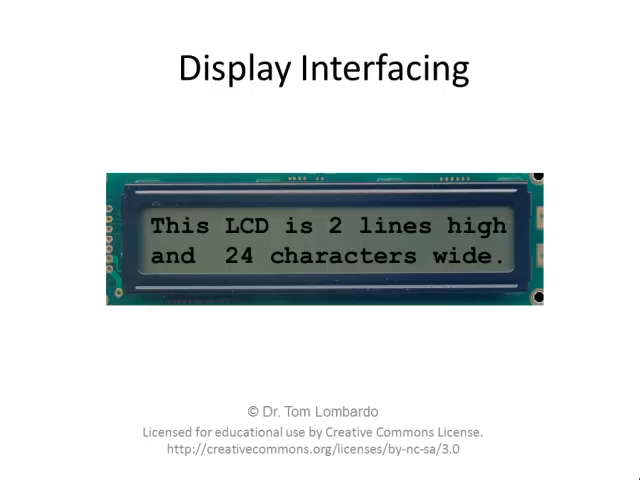 Display Interfacing
This LCD is 2 lines high
and  24 characters wide.
© Dr. Tom Lombardo
Licensed for educational use by Creative Commons License.
http://creativecommons.org/licenses/by-nc-sa/3.0